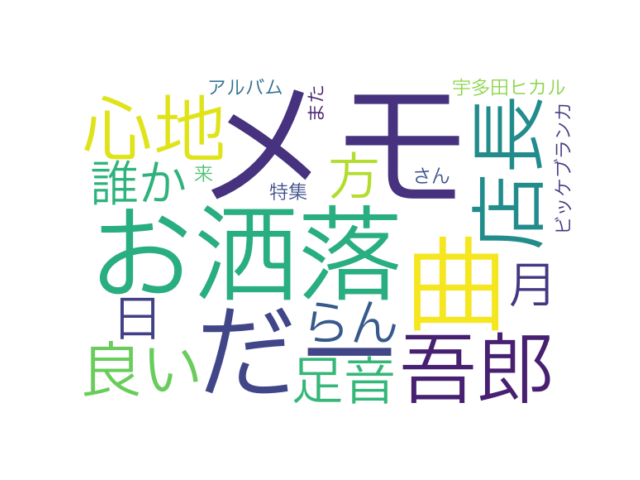 アルバム
また
宇多田ヒカル
心地
メモ
店長
ビッケブランカ
誰か
来
特集
方
さん
お洒落
曲
月
日
だー
らん
良い
足音
吾郎